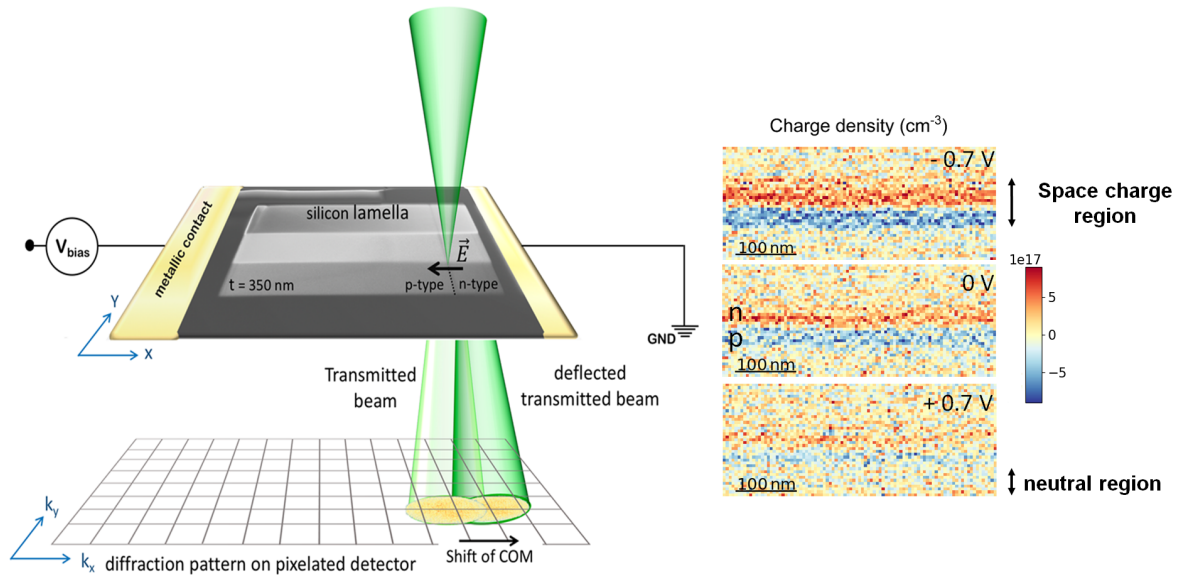 silicon lamella
metallic contact
V bias
E
t = 350 nm
p-type
n-type
Y
X
GND
Transmitted
beam
deflected
transmitted beam
ky
kx
Shift of COM
diffraction pattern on pixelated detector
Charge density (cm-3)
- 0.7 V
100 nm
Space charge
region
0 V
n
p
100 nm
1e17
5
0
−5
+ 0.7 V
100 nm
neutral region